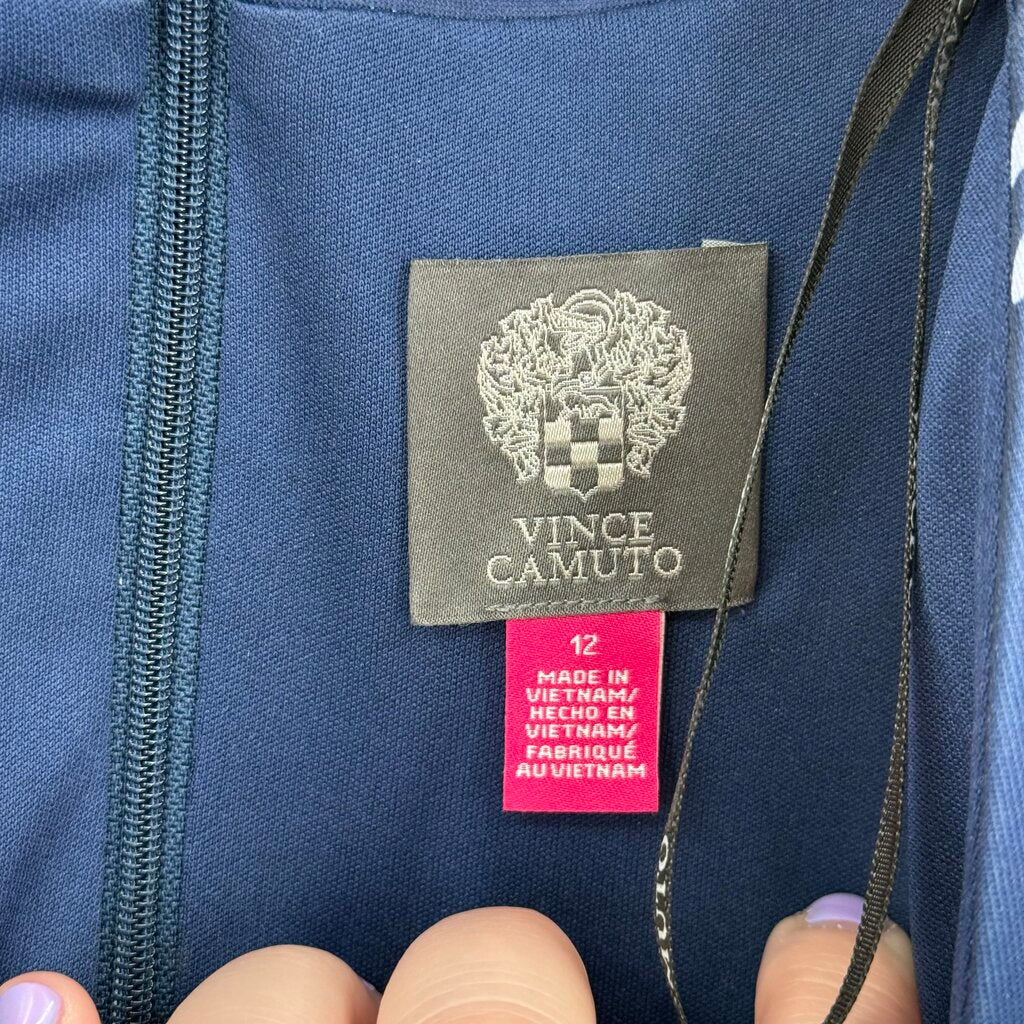 VINCE
CAMUTO
12
MADE IN
VIETNAM/
HECHO EN
VIETNAM/
FABRIQUÉ
AU VIETNAM